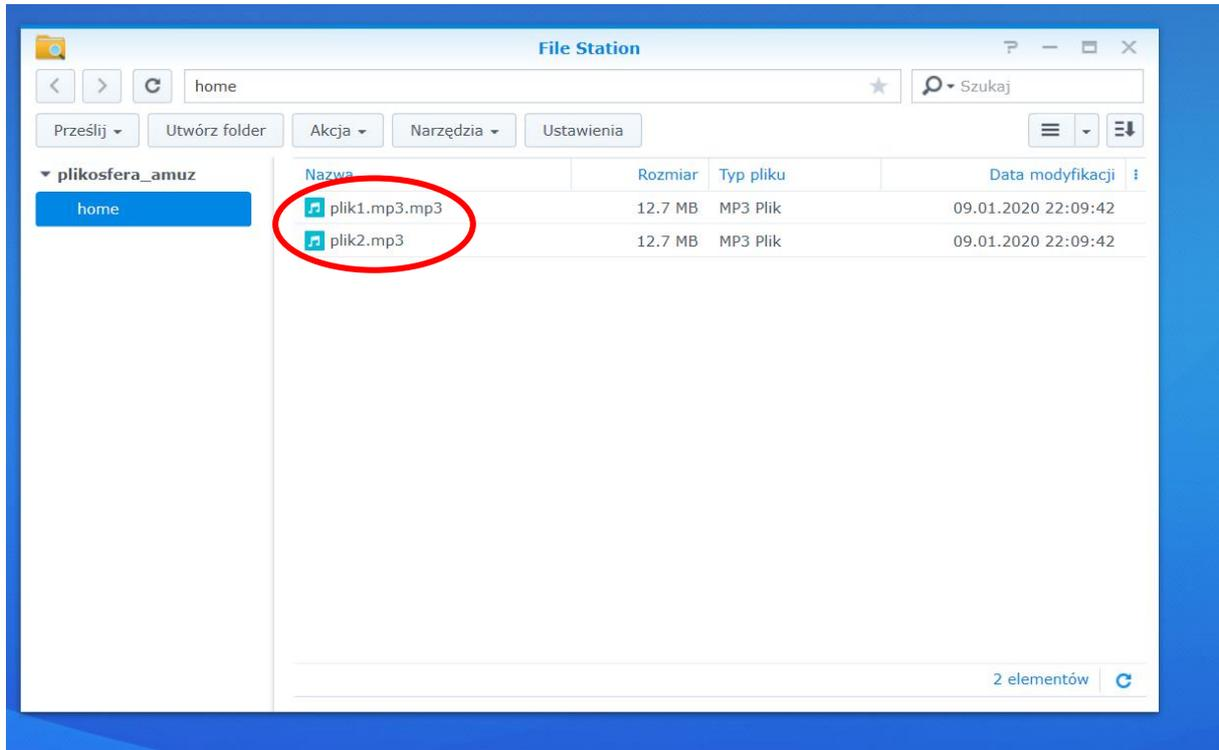 File Station
home
Szukaj
Prześlij Utwórz folder Akcja Narzędzia Ustawienia
plikosfera_amuz
home
Nazwa Rozmiar Typ pliku Data modyfikacji
plik1.mp3.mp3 12.7 MB MP3 Plik 09.01.2020 22:09:42
plik2.mp3 12.7 MB MP3 Plik 09.01.2020 22:09:42
2 elementów